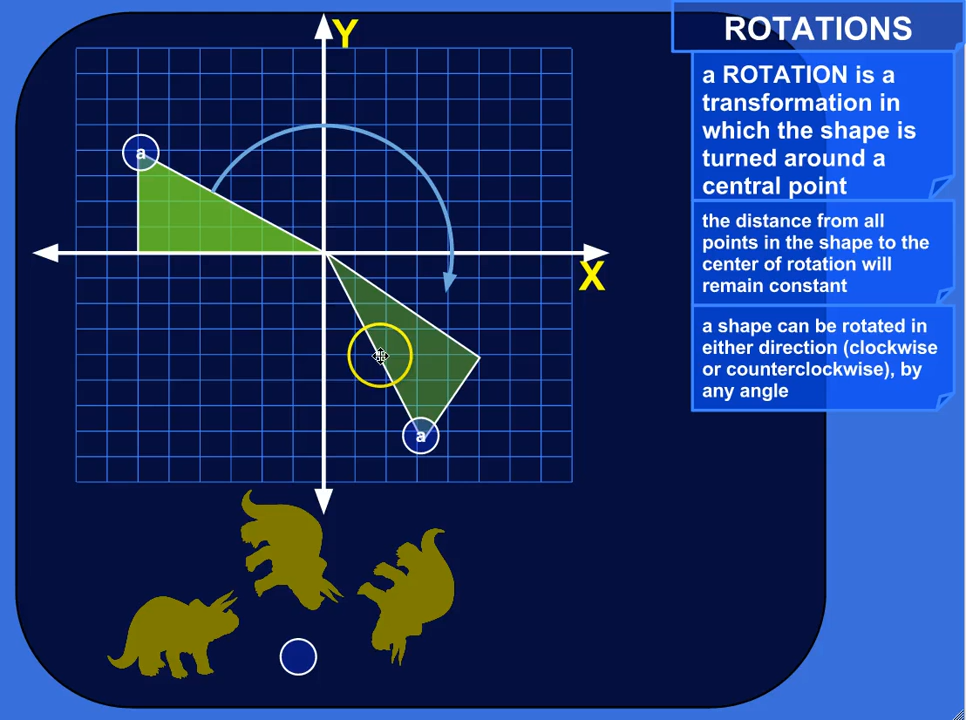 Y
ROTATIONS
a ROTATION is a
transformation in
which the shape is
turned around a
central point
a
the distance from all
points in the shape to the
center of rotation will
remain constant
X
a shape can be rotated in
either direction (clockwise
or counterclockwise), by
any angle
a